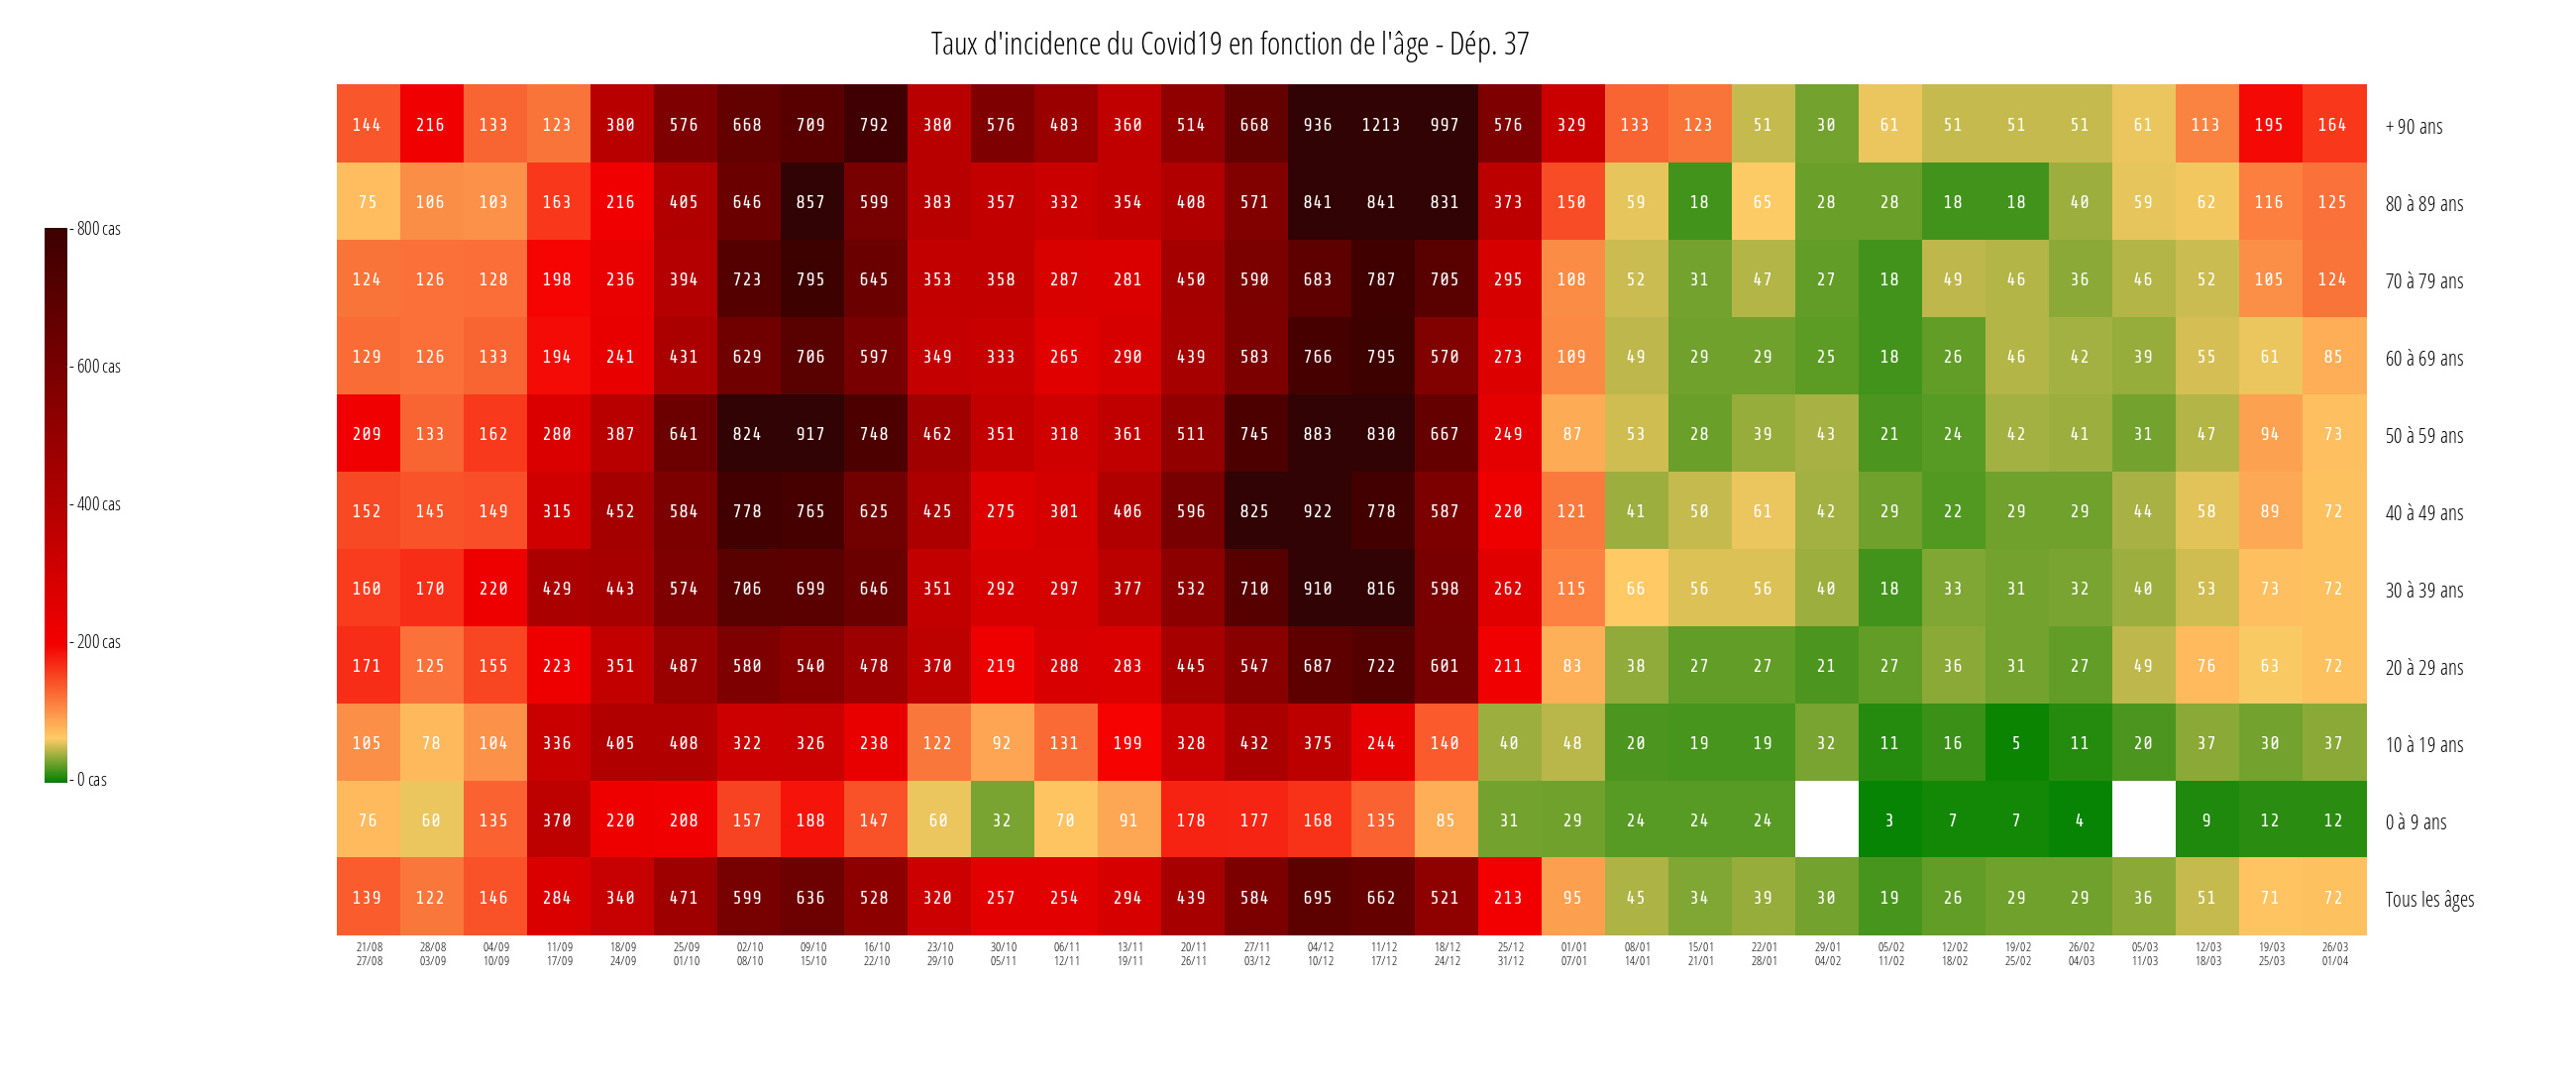 Taux d'incidence du Covid19 en fonction de l'âge - Dép. 37
- 800 cas
- 600 cas
- 400 cas
- 200 cas
- 0 cas
144 216 133 123 380 576 668 709 792 380 576 483 360 514 668 936 1213 997 576 329 133 123 51 30 61 51 51 51 61 113 195 164 + 90 ans
75 106 103 163 216 405 646 857 599 383 357 332 354 408 571 841 841 831 373 150 59 18 65 28 28 18 18 40 59 62 116 125 80 à 89 ans
124 126 128 198 236 394 723 795 645 353 358 287 281 450 590 683 787 705 295 108 52 31 47 27 18 49 46 36 46 52 105 124 70 à 79 ans
129 126 133 194 241 431 629 706 597 349 333 265 290 439 583 766 795 570 273 109 49 29 29 25 18 26 46 42 39 55 61 85 60 à 69 ans
209 133 162 280 387 641 824 917 748 462 351 318 361 511 745 883 830 667 249 87 53 28 39 43 21 24 42 41 31 47 94 73 50 à 59 ans
152 145 149 315 452 584 778 765 625 425 275 301 406 596 825 922 778 587 220 121 41 50 61 42 29 22 29 29 44 58 89 72 40 à 49 ans
160 170 220 429 443 574 706 699 646 351 292 297 377 532 710 910 816 598 262 115 66 56 56 40 18 33 31 32 40 53 73 72 30 à 39 ans
171 125 155 223 351 487 580 540 478 370 219 288 283 445 547 687 722 601 211 83 38 27 27 21 27 36 31 27 49 76 63 72 20 à 29 ans
105 78 104 336 405 408 322 326 238 122 92 131 199 328 432 375 244 140 40 48 20 19 19 32 11 16 5 11 20 37 30 37 10 à 19 ans
76 60 135 370 220 208 157 188 147 60 32 70 91 178 177 168 135 85 31 29 24 24 24 3 7 7 4 9 12 12 0 à 9 ans
139 122 146 284 340 471 599 636 528 320 257 254 294 439 584 695 662 521 213 95 45 34 39 30 19 26 29 29 36 51 71 72 Tous les âges
21/08 28/08 04/09 11/09 18/09 25/09 02/10 09/10 16/10 23/10 30/10 06/11 13/11 20/11 27/11 04/12 11/12 18/12 25/12 01/01 08/01 15/01 22/01 29/01 05/02 12/02 19/02 26/02 05/03 12/03 19/03 26/03
27/08 03/09 10/09 17/09 24/09 01/10 08/10 15/10 22/10 29/10 05/11 12/11 19/11 26/11 03/12 10/12 17/12 24/12 31/12 07/01 14/01 21/01 28/01 04/02 11/02 18/02 25/02 04/03 11/03 18/03 25/03 01/04